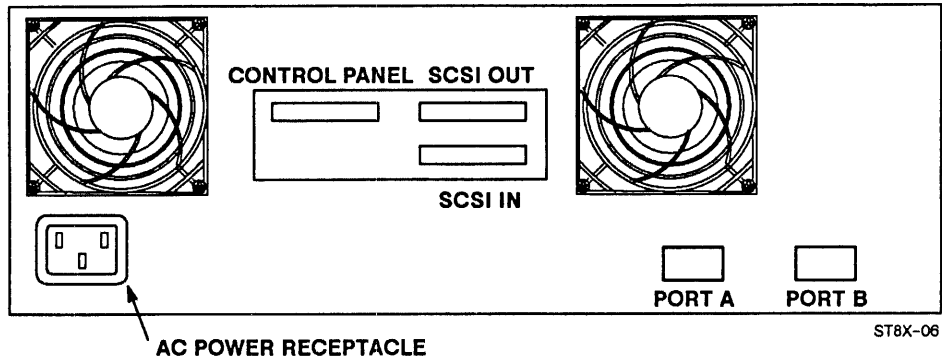 CONTROL PANEL SCSI OUT
SCSI IN
PORT A PORT B
ST8X-06
AC POWER RECEPTACLE